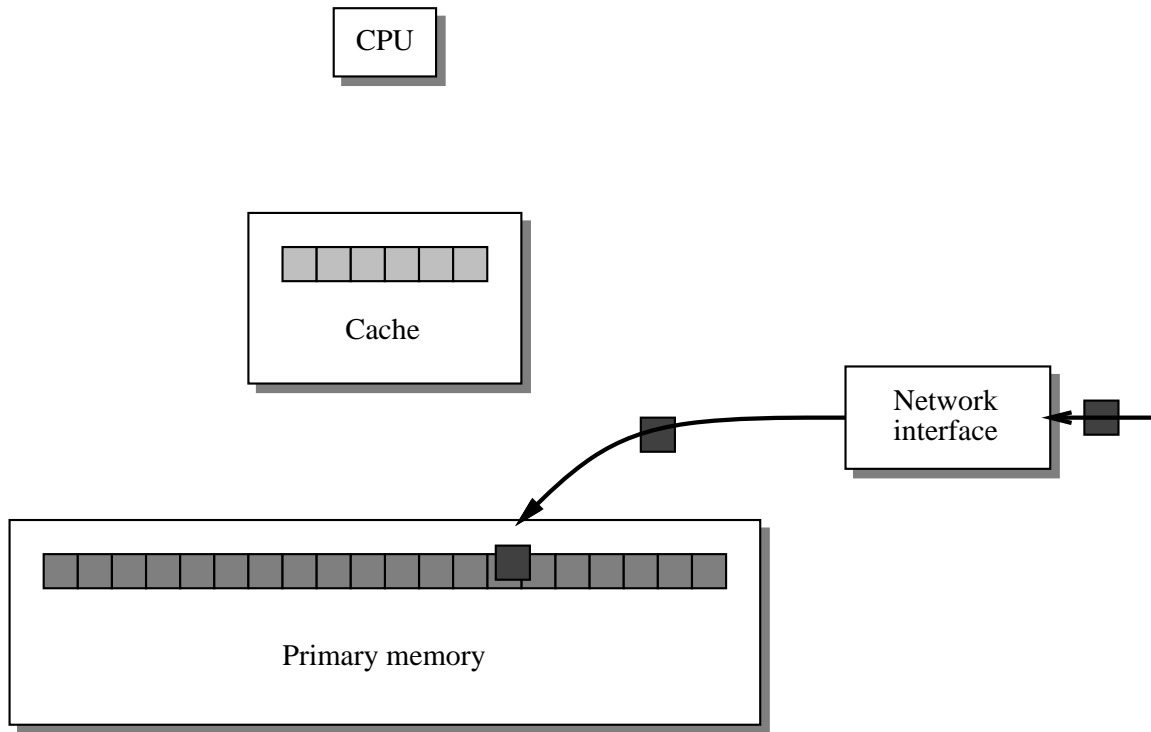 CPU
Cache
Network
interface
Primary memory